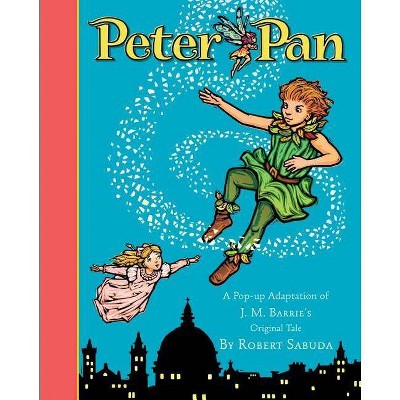 Peter Pan
A Pop-up Adaptation of
J. M. Barrie's
Original Tale
By Robert Sabuda